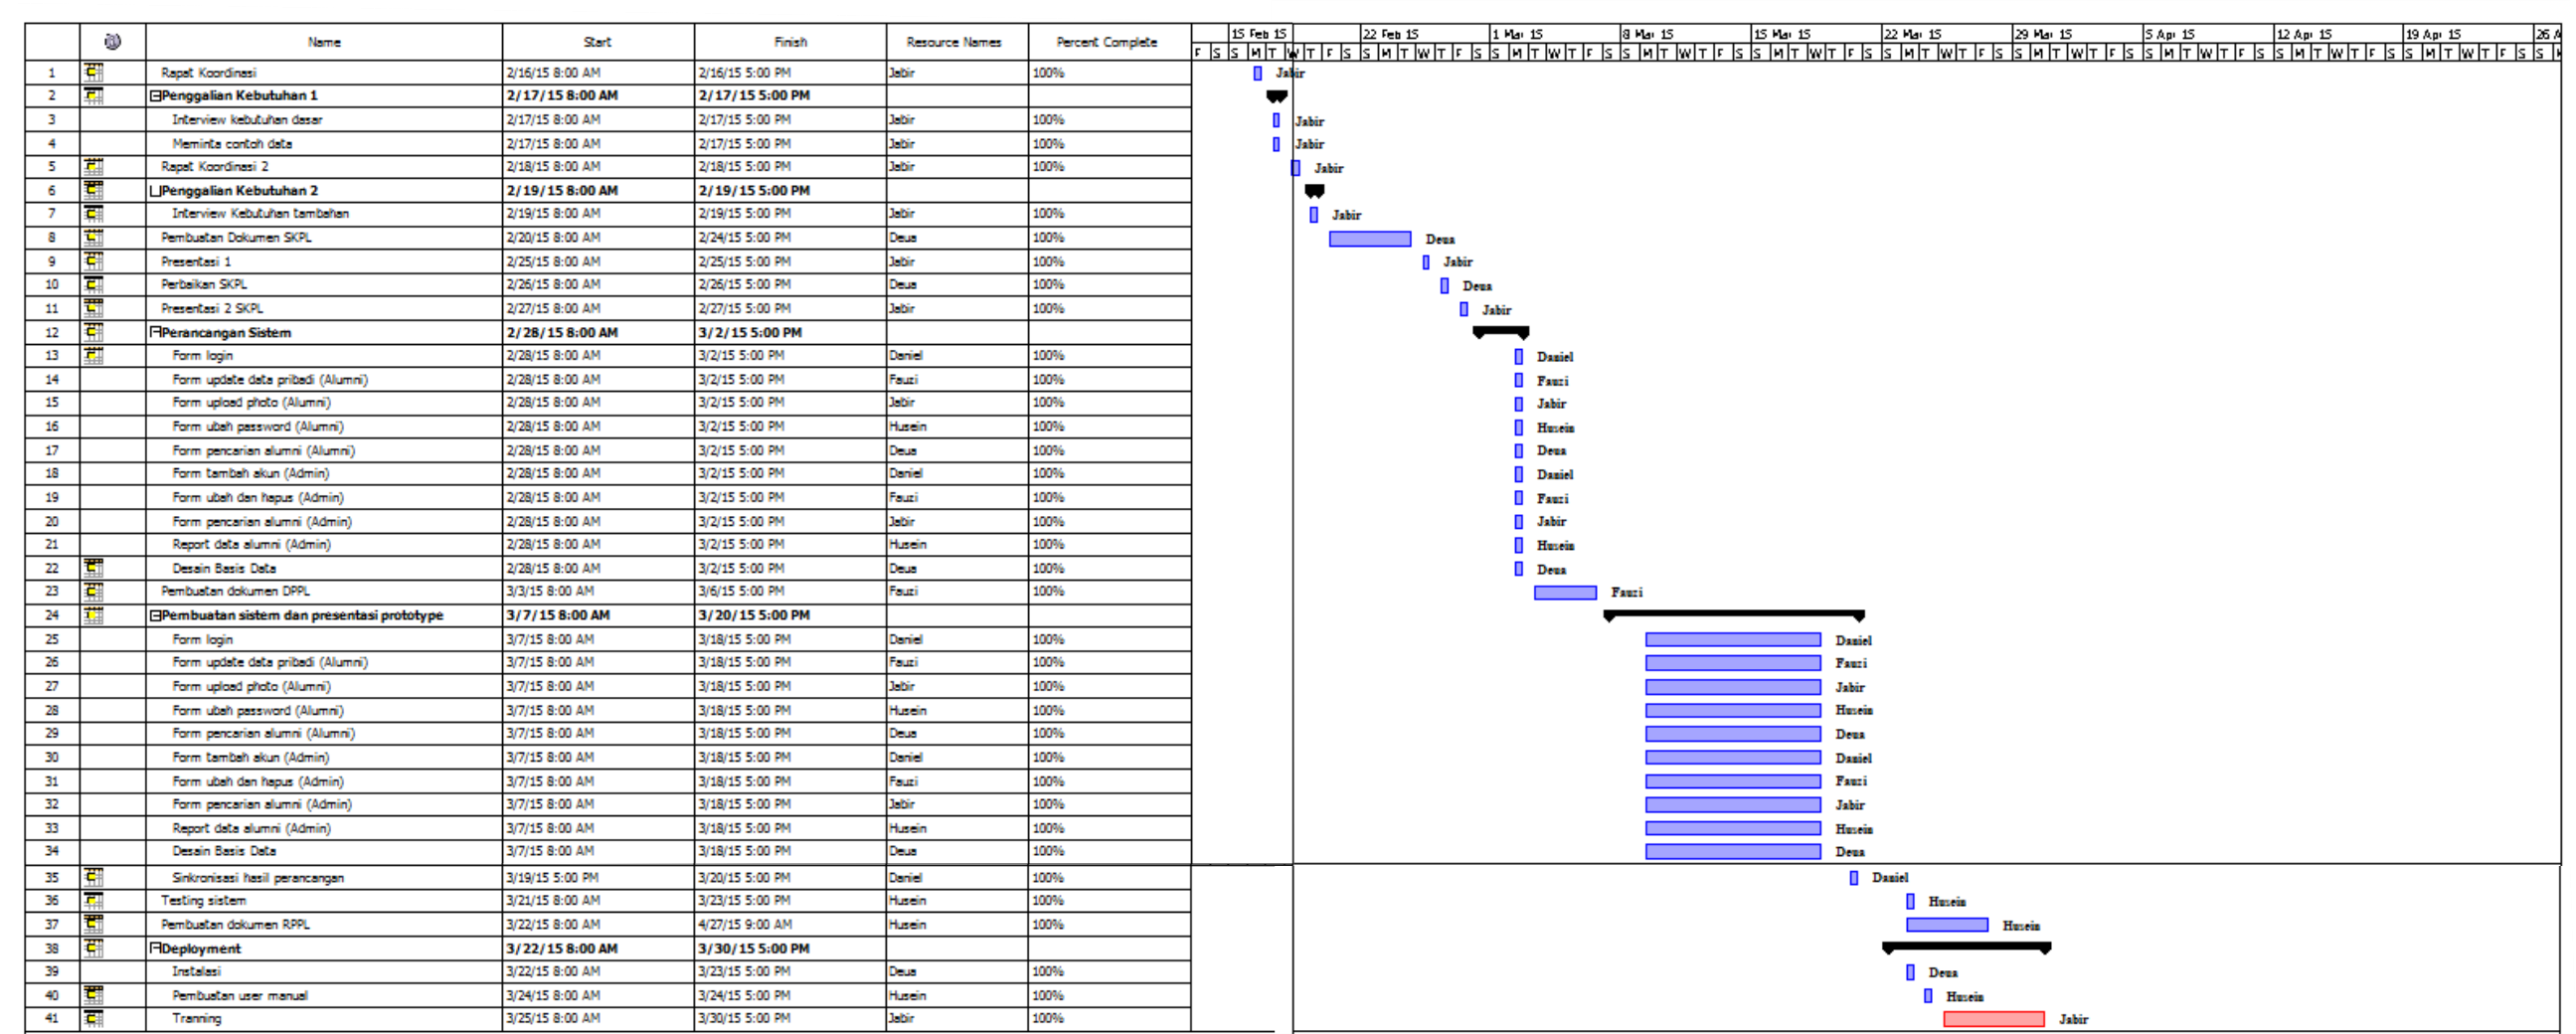 Name Start Finish Resource Names Percent Complete
15 Feb 15 22 Feb 15 1 Mar 15 8 Mar 15 15 Mar 15 22 Mar 15 29 Mar 15 5 Apr 15 12 Apr 15 19 Apr 15 26 A
F S S M T W T F S S M T W T F S S M T W T F S S M T W T F S S M T W T F S S M T W T F S S M T W T F S S M T W T F S S M T W T F S S M T W T F S S M
1 Rapat Koordinasi 2/16/15 8:00 AM 2/16/15 5:00 PM Jabir 100% Jabir
2 Penggalian Kebutuhan 1 2/17/15 8:00 AM 2/17/15 5:00 PM
3 Interview kebutuhan dasar 2/17/15 8:00 AM 2/17/15 5:00 PM Jabir 100% Jabir
4 Meminta contoh data 2/17/15 8:00 AM 2/17/15 5:00 PM Jabir 100% Jabir
5 Rapat Koordinasi 2 2/18/15 8:00 AM 2/18/15 5:00 PM Jabir 100% Jabir
6 Penggalian Kebutuhan 2 2/19/15 8:00 AM 2/19/15 5:00 PM
7 Interview Kebutuhan tambahan 2/19/15 8:00 AM 2/19/15 5:00 PM Jabir 100% Jabir
8 Pembuatan Dokumen SKPL 2/20/15 8:00 AM 2/24/15 5:00 PM Deua 100% Deua
9 Presentasi 1 2/25/15 8:00 AM 2/25/15 5:00 PM Jabir 100% Jabir
10 Perbaikan SKPL 2/26/15 8:00 AM 2/26/15 5:00 PM Deua 100% Deua
11 Presentasi 2 SKPL 2/27/15 8:00 AM 2/27/15 5:00 PM Jabir 100% Jabir
12 Perancangan Sistem 2/28/15 8:00 AM 3/2/15 5:00 PM
13 Form login 2/28/15 8:00 AM 3/2/15 5:00 PM Daniel 100% Daniel
14 Form update data pribadi (Alumni) 2/28/15 8:00 AM 3/2/15 5:00 PM Fauzi 100% Fauzi
15 Form upload photo (Alumni) 2/28/15 8:00 AM 3/2/15 5:00 PM Jabir 100% Jabir
16 Form ubah password (Alumni) 2/28/15 8:00 AM 3/2/15 5:00 PM Husein 100% Husein
17 Form pencarian alumni (Alumni) 2/28/15 8:00 AM 3/2/15 5:00 PM Deua 100% Deua
18 Form tambah akun (Admin) 2/28/15 8:00 AM 3/2/15 5:00 PM Daniel 100% Daniel
19 Form ubah dan hapus (Admin) 2/28/15 8:00 AM 3/2/15 5:00 PM Fauzi 100% Fauzi
20 Form pencarian alumni (Admin) 2/28/15 8:00 AM 3/2/15 5:00 PM Jabir 100% Jabir
21 Report data alumni (Admin) 2/28/15 8:00 AM 3/2/15 5:00 PM Husein 100% Husein
22 Desain Basis Data 2/28/15 8:00 AM 3/2/15 5:00 PM Deua 100% Deua
23 Pembuatan dokumen DPPL 3/3/15 8:00 AM 3/6/15 5:00 PM Fauzi 100% Fauzi
24 Pembuatan sistem dan presentasi prototype 3/7/15 8:00 AM 3/20/15 5:00 PM
25 Form login 3/7/15 8:00 AM 3/18/15 5:00 PM Daniel 100% Daniel
26 Form update data pribadi (Alumni) 3/7/15 8:00 AM 3/18/15 5:00 PM Fauzi 100% Fauzi
27 Form upload photo (Alumni) 3/7/15 8:00 AM 3/18/15 5:00 PM Jabir 100% Jabir
28 Form ubah password (Alumni) 3/7/15 8:00 AM 3/18/15 5:00 PM Husein 100% Husein
29 Form pencarian alumni (Alumni) 3/7/15 8:00 AM 3/18/15 5:00 PM Deua 100% Deua
30 Form tambah akun (Admin) 3/7/15 8:00 AM 3/18/15 5:00 PM Daniel 100% Daniel
31 Form ubah dan hapus (Admin) 3/7/15 8:00 AM 3/18/15 5:00 PM Fauzi 100% Fauzi
32 Form pencarian alumni (Admin) 3/7/15 8:00 AM 3/18/15 5:00 PM Jabir 100% Jabir
33 Report data alumni (Admin) 3/7/15 8:00 AM 3/18/15 5:00 PM Husein 100% Husein
34 Desain Basis Data 3/7/15 8:00 AM 3/18/15 5:00 PM Deua 100% Deua
35 Sinkronisasi hasil perancangan 3/19/15 5:00 PM 3/20/15 5:00 PM Daniel 100% Daniel
36 Testing sistem 3/21/15 8:00 AM 3/23/15 5:00 PM Husein 100% Husein
37 Pembuatan dokumen RPPL 3/22/15 8:00 AM 4/27/15 9:00 AM Husein 100% Husein
38 Deployment 3/22/15 8:00 AM 3/30/15 5:00 PM
39 Instalasi 3/22/15 8:00 AM 3/23/15 5:00 PM Deua 100% Deua
40 Pembuatan user manual 3/24/15 8:00 AM 3/24/15 5:00 PM Husein 100% Husein
41 Tranning 3/25/15 8:00 AM 3/30/15 5:00 PM Jabir 100% Jabir